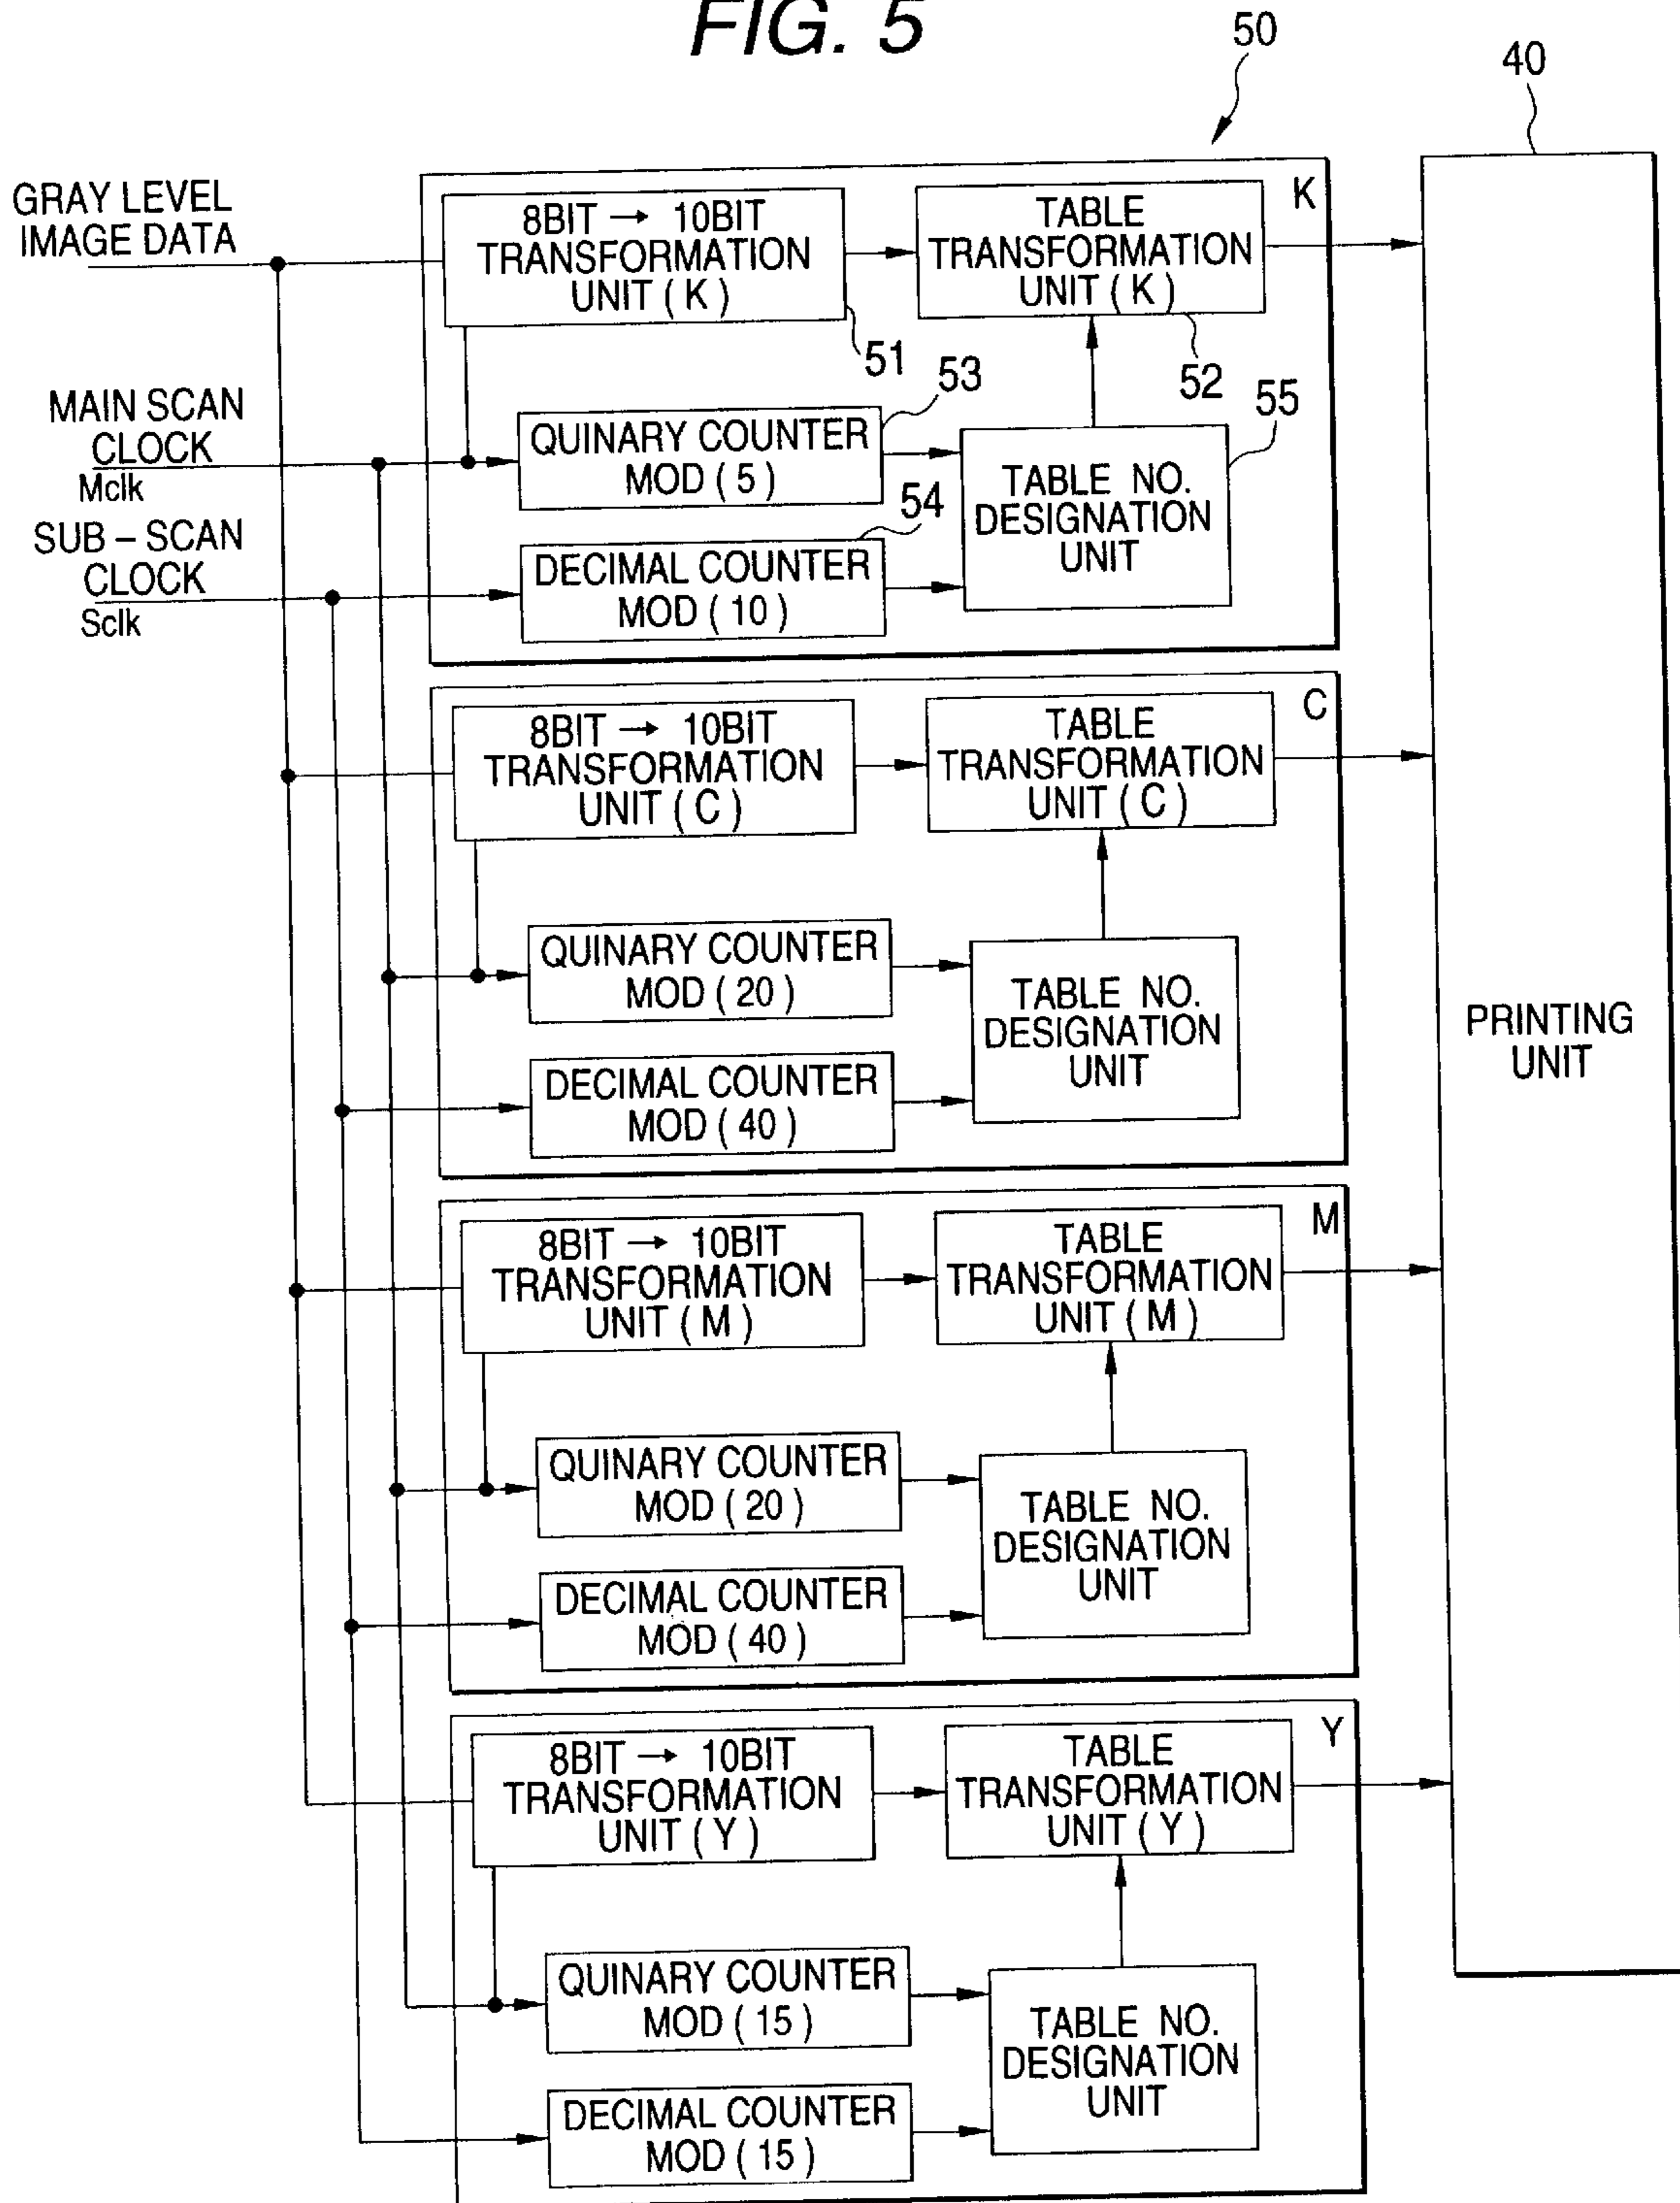 FIG. 5
50
40
GRAY LEVEL
IMAGE DATA
K
8BIT → 10BIT
TRANSFORMATION
UNIT ( K )
TABLE
TRANSFORMATION
UNIT ( K )
51
52
MAIN SCAN
CLOCK
Mclk
53
QUINARY COUNTER
MOD ( 5 )
55
TABLE NO.
DESIGNATION
UNIT
SUB – SCAN
CLOCK
Sclk
54
DECIMAL COUNTER
MOD ( 10 )
C
8BIT → 10BIT
TRANSFORMATION
UNIT ( C )
TABLE
TRANSFORMATION
UNIT ( C )
QUINARY COUNTER
MOD ( 20 )
TABLE NO.
DESIGNATION
UNIT
DECIMAL COUNTER
MOD ( 40 )
PRINTING
UNIT
M
8BIT → 10BIT
TRANSFORMATION
UNIT ( M )
TABLE
TRANSFORMATION
UNIT ( M )
QUINARY COUNTER
MOD ( 20 )
TABLE NO.
DESIGNATION
UNIT
DECIMAL COUNTER
MOD ( 40 )
Y
8BIT → 10BIT
TRANSFORMATION
UNIT ( Y )
TABLE
TRANSFORMATION
UNIT ( Y )
QUINARY COUNTER
MOD ( 15 )
TABLE NO.
DESIGNATION
UNIT
DECIMAL COUNTER
MOD ( 15 )